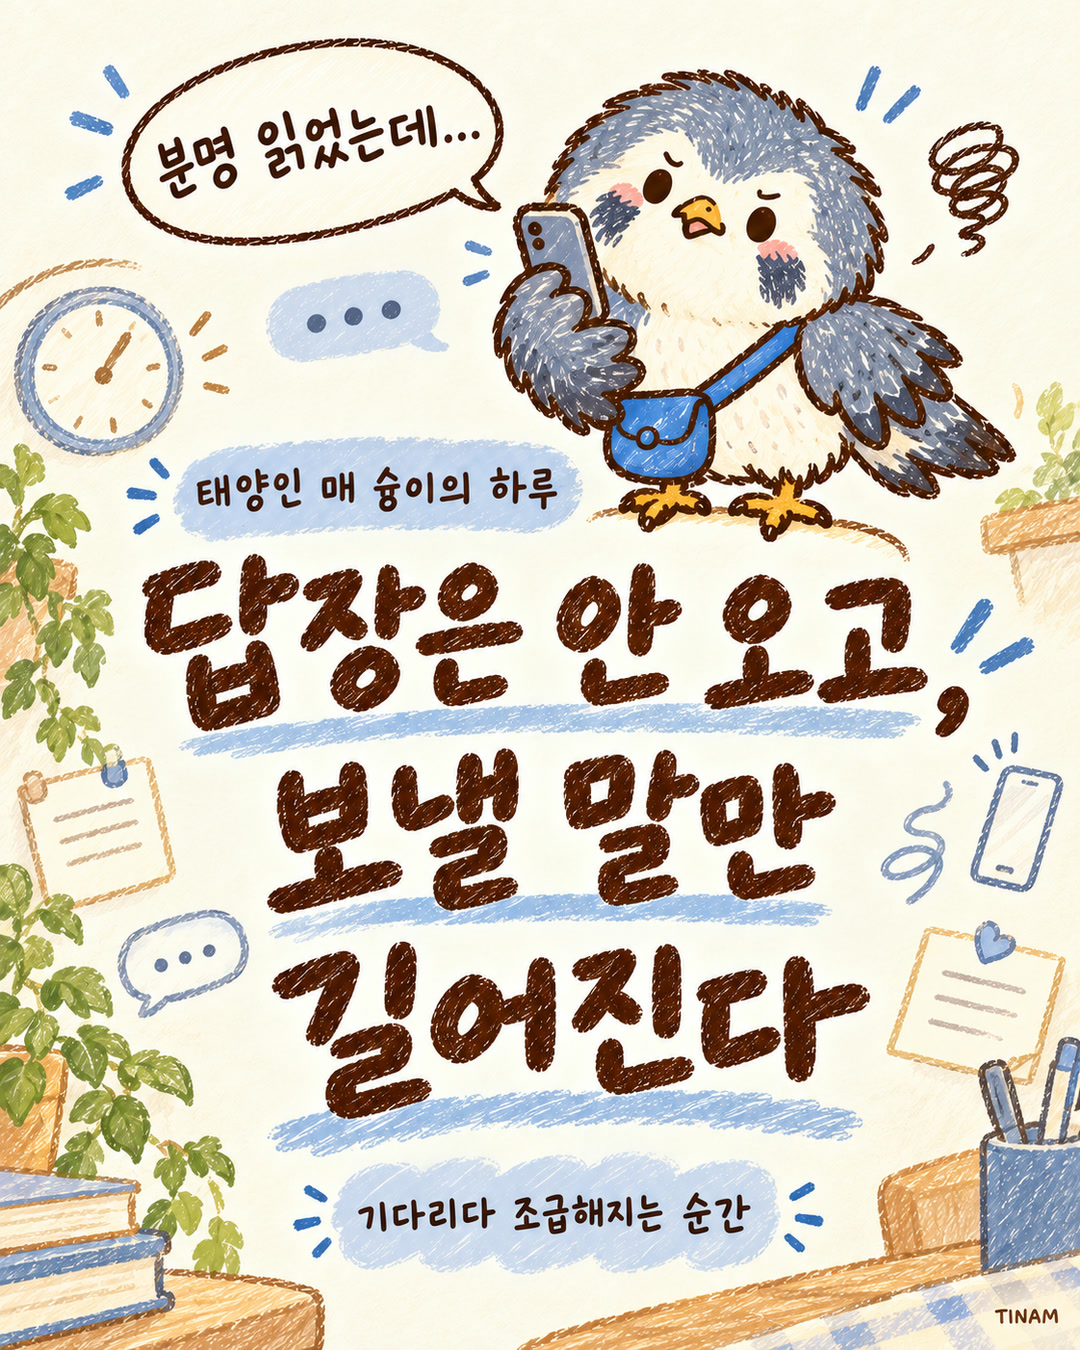 분명 읽었는데...
태양인 매 슝이의 하루
답장은 안 오고,
보낼 말만
길어진다
기다리다 조급해지는 순간
TINAM